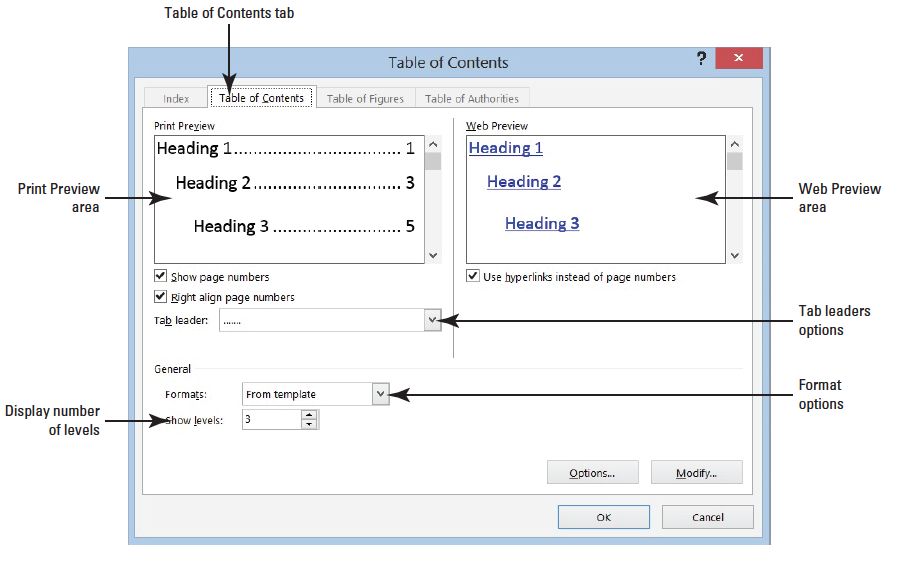 Table of Contents tab
Table of Contents
?
Index
Table of Contents
Table of Figures
Table of Authorities
Print Preview
Heading 1.................................. 1
Heading 2.............................. 3
Heading 3.......................... 5
Show page numbers
Right align page numbers
Tab leader: .......
Web Preview
Heading 1
Heading 2
Heading 3
Use hyperlinks instead of page numbers
General
Formats: From template
Show levels: 3
Options...
Modify...
OK
Cancel
Print Preview
area
Display number
of levels
Web Preview
area
Tab leaders
options
Format
options